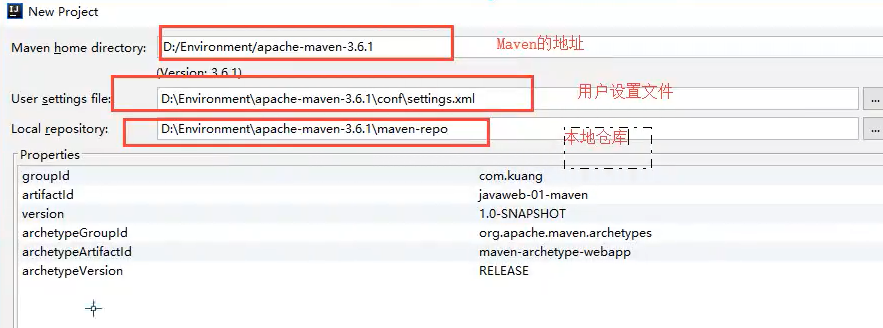 New Project
Maven home directory: D:/Environment/apache-maven-3.6.1 Maven的地址
(Version: 3.6.1)
User settings file: D:\Environment\apache-maven-3.6.1\conf\settings.xml ... 用户设置文件
Local repository: D:\Environment\apache-maven-3.6.1\maven-repo ... 本地仓库
Properties
groupId com.kuang
artifactId javaweb-01-maven
version 1.0-SNAPSHOT
archetypeGroupId org.apache.maven.archetypes
archetypeArtifactId maven-archetype-webapp
archetypeVersion RELEASE